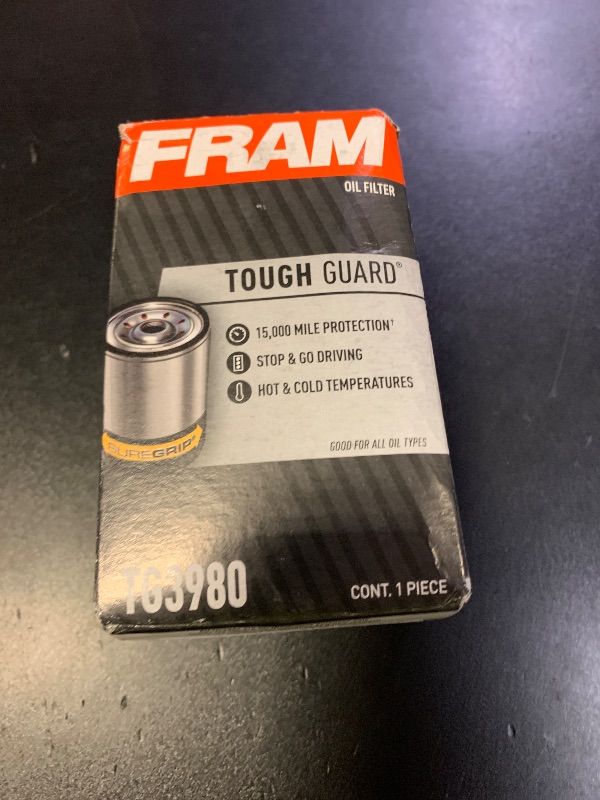 FRAM
OIL FILTER
TOUGH GUARD®
15,000 MILE PROTECTION†
STOP & GO DRIVING
HOT & COLD TEMPERATURES
SUREGRIP®
GOOD FOR ALL OIL TYPES
TG3980
CONT. 1 PIECE